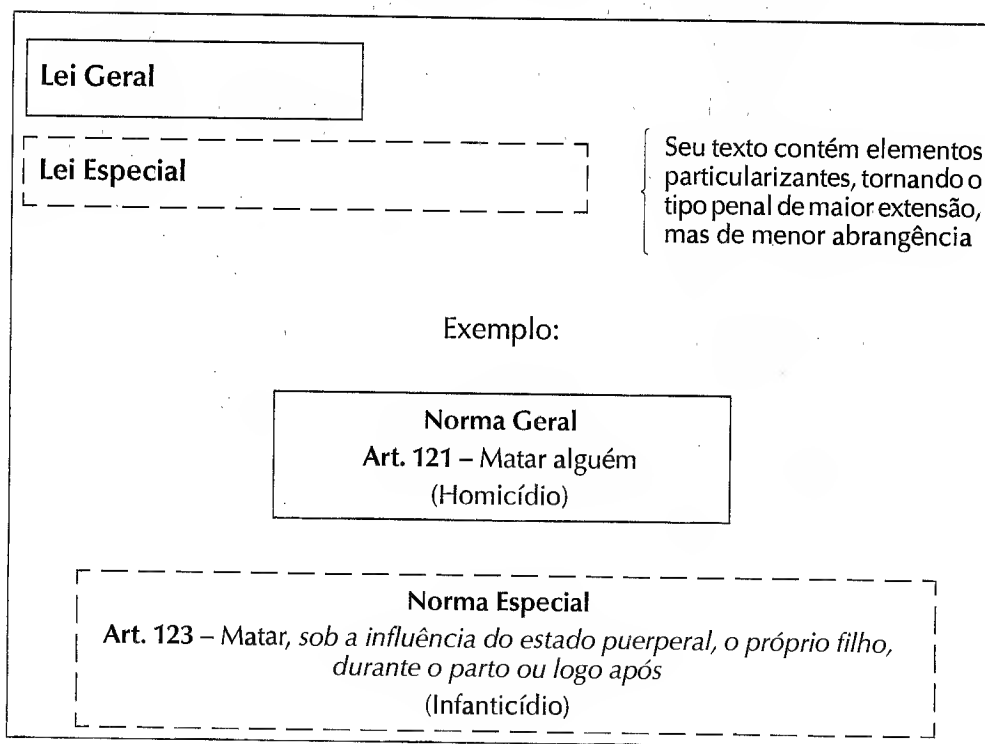 Lei Geral
Lei Especial
Seu texto contém elementos
particularizantes, tornando o
tipo penal de maior extensão,
mas de menor abrangência
Exemplo:
Norma Geral
Art. 121 – Matar alguém
(Homicídio)
Norma Especial
Art. 123 – Matar, sob a influência do estado puerperal, o próprio filho,
durante o parto ou logo após
(Infanticídio)